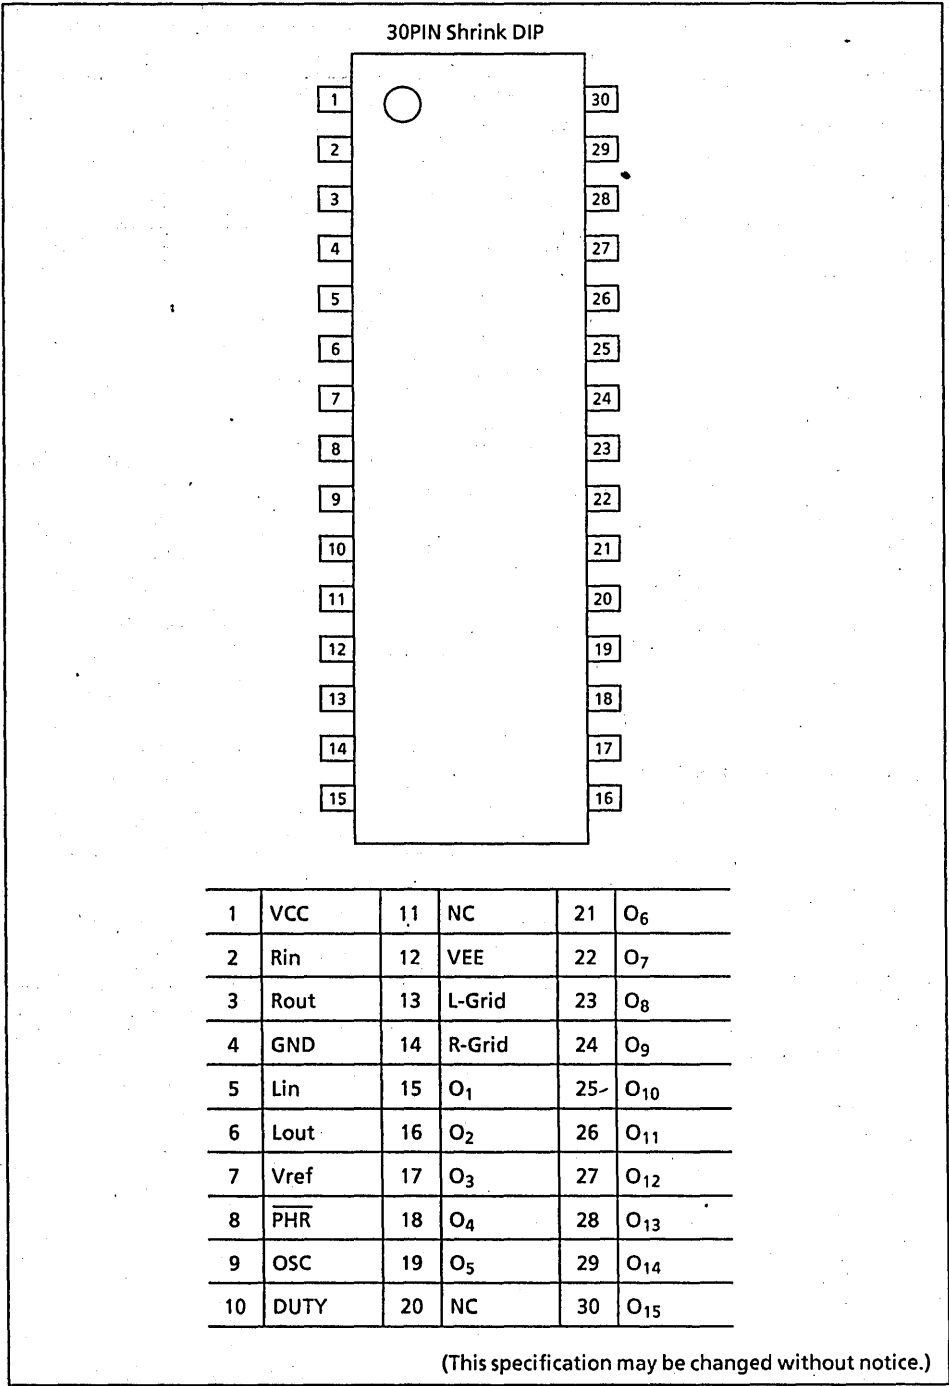 30PIN Shrink DIP
1 30
2 29
3 28
4 27
5 26
6 25
7 24
8 23
9 22
10 21
11 20
12 19
13 18
14 17
15 16
1 VCC 11 NC 21 O6
2 Rin 12 VEE 22 O7
3 Rout 13 L-Grid 23 O8
4 GND 14 R-Grid 24 O9
5 Lin 15 O1 25 O10
6 Lout 16 O2 26 O11
7 Vref 17 O3 27 O12
8 P̅H̅R̅ 18 O4 28 O13
9 OSC 19 O5 29 O14
10 DUTY 20 NC 30 O15
(This specification may be changed without notice.)